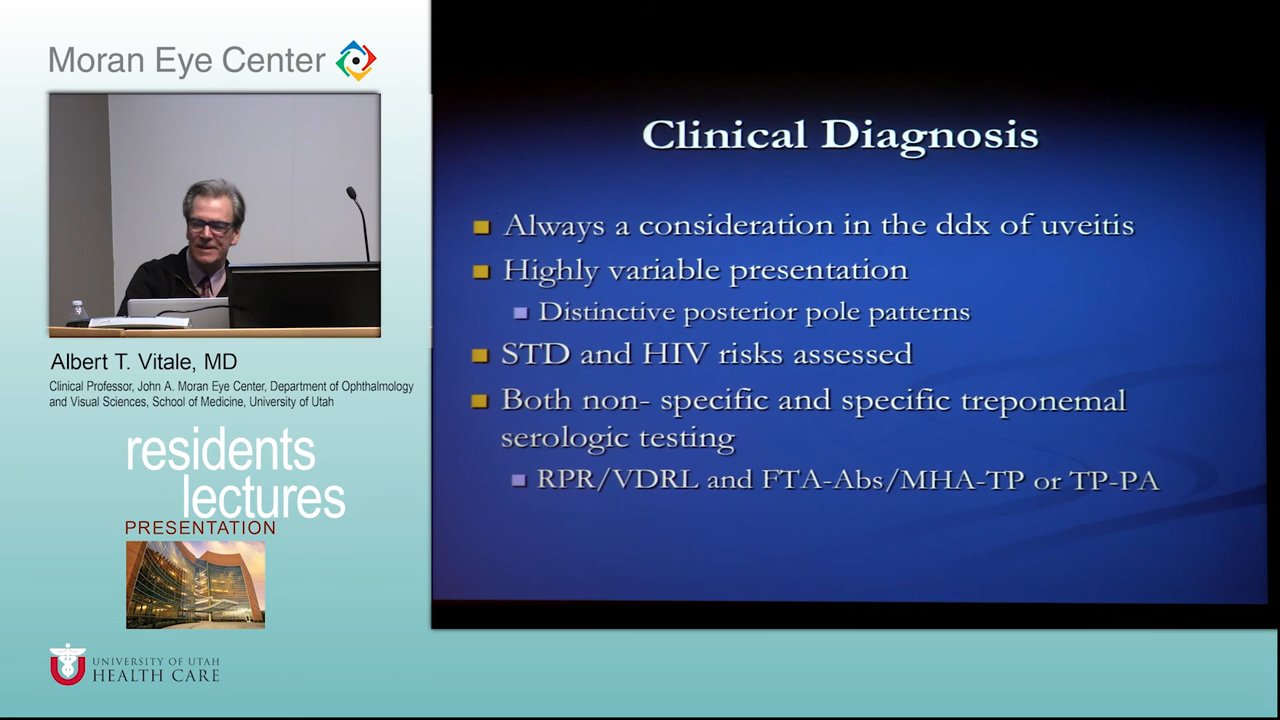 Moran Eye Center
Albert T. Vitale, MD
Clinical Professor, John A. Moran Eye Center, Department of Ophthalmology
and Visual Sciences, School of Medicine, University of Utah
residents
lectures
PRESENTATION
UNIVERSITY OF UTAH
HEALTH CARE
Clinical Diagnosis
Always a consideration in the ddx of uveitis
Highly variable presentation
Distinctive posterior pole patterns
STD and HIV risks assessed
Both non- specific and specific treponemal
serologic testing
RPR/VDRL and FTA-Abs/MHA-TP or TP-PA